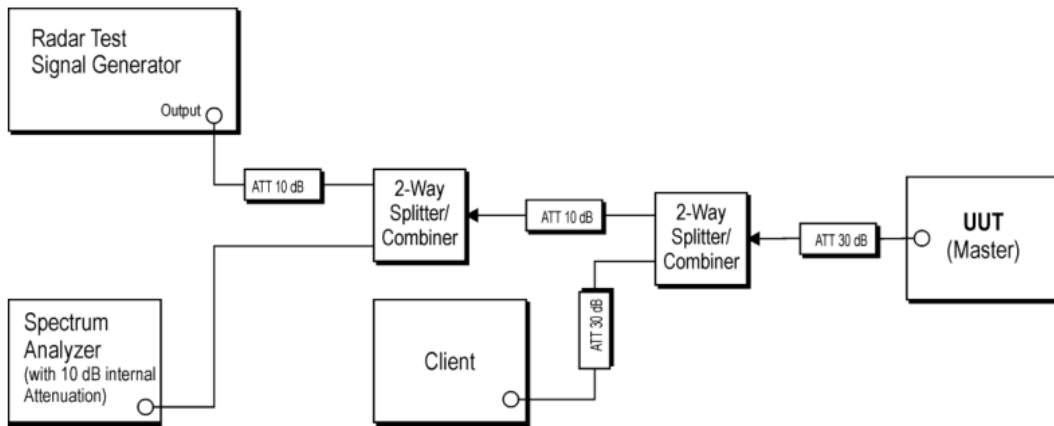 Radar Test
Signal Generator
Output
ATT 10 dB
2-Way
Splitter/
Combiner
ATT 10 dB
2-Way
Splitter/
Combiner
ATT 30 dB
UUT
(Master)
Spectrum
Analyzer
(with 10 dB internal
Attenuation)
Client
ATT 30 dB